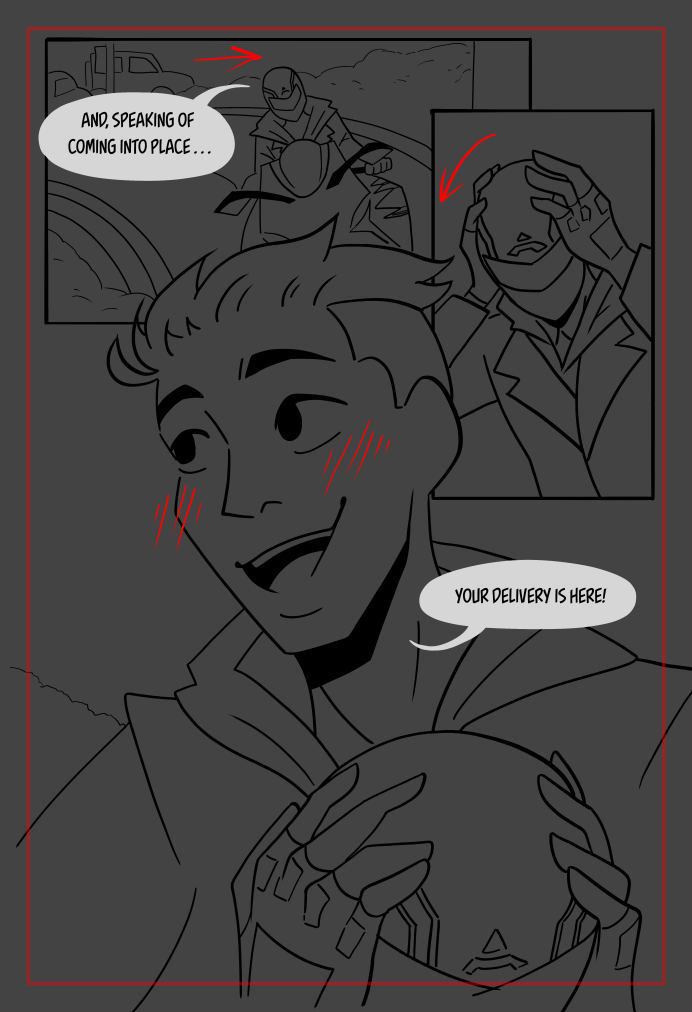 AND, SPEAKING OF
COMING INTO PLACE . . .
YOUR DELIVERY IS HERE!